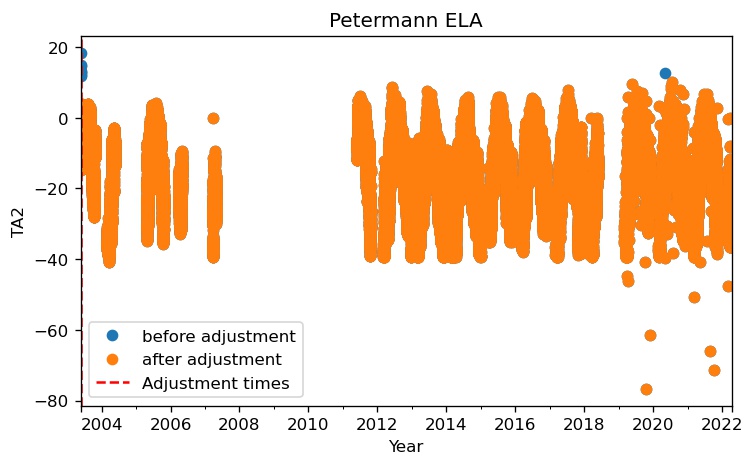 Petermann ELA
TA2
20
0
−20
−40
−60
−80
before adjustment
after adjustment
Adjustment times
2004 2006 2008 2010 2012 2014 2016 2018 2020 2022
Year